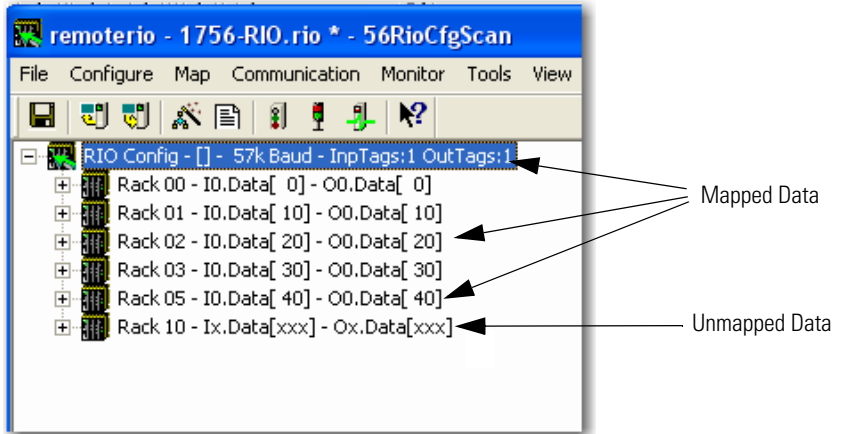 remoterio - 1756-RIO.rio * - 56RioCfgScan
File Configure Map Communication Monitor Tools View
RIO Config - [] - 57k Baud - InpTags:1 OutTags:1
Rack 00 - I0.Data[ 0] - O0.Data[ 0]
Rack 01 - I0.Data[ 10] - O0.Data[ 10]
Rack 02 - I0.Data[ 20] - O0.Data[ 20]
Rack 03 - I0.Data[ 30] - O0.Data[ 30]
Rack 05 - I0.Data[ 40] - O0.Data[ 40]
Rack 10 - Ix.Data[xxx] - Ox.Data[xxx]
Mapped Data
Unmapped Data